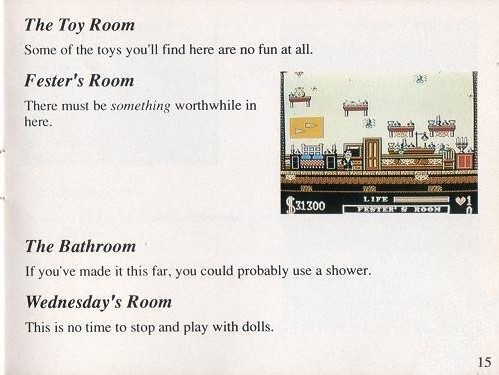 The Toy Room
Some of the toys you'll find here are no fun at all.
Fester's Room
There must be something worthwhile in
here.
$31300
LIFE
1
FESTER'S ROOM
0
The Bathroom
If you've made it this far, you could probably use a shower.
Wednesday's Room
This is no time to stop and play with dolls.
15